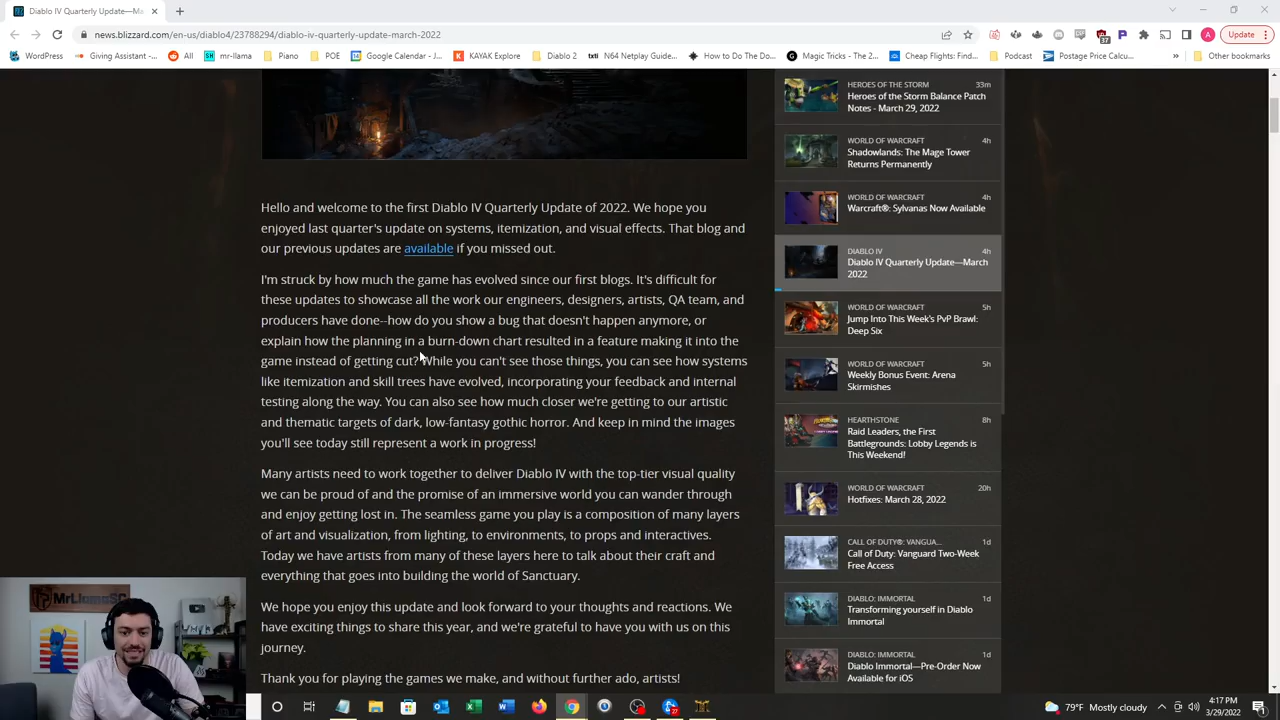 Diablo IV Quarterly Update—Ma
news.blizzard.com/en-us/diablo4/23788294/diablo-iv-quarterly-update-march-2022
Update
WordPress
Giving Assistant -...
All
mr-llama
Piano
POE
Google Calendar - J...
KAYAK Explore
Diablo 2
txti
N64 Netplay Guide...
How to Do The Do...
Magic Tricks - The 2...
Cheap Flights: Find...
Podcast
Postage Price Calcu...
»
Other bookmarks
Hello and welcome to the first Diablo IV Quarterly Update of 2022. We hope you
enjoyed last quarter's update on systems, itemization, and visual effects. That blog and
our previous updates are available if you missed out.
I'm struck by how much the game has evolved since our first blogs. It's difficult for
these updates to showcase all the work our engineers, designers, artists, QA team, and
producers have done--how do you show a bug that doesn't happen anymore, or
explain how the planning in a burn-down chart resulted in a feature making it into the
game instead of getting cut? While you can't see those things, you can see how systems
like itemization and skill trees have evolved, incorporating your feedback and internal
testing along the way. You can also see how much closer we're getting to our artistic
and thematic targets of dark, low-fantasy gothic horror. And keep in mind the images
you'll see today still represent a work in progress!
Many artists need to work together to deliver Diablo IV with the top-tier visual quality
we can be proud of and the promise of an immersive world you can wander through
and enjoy getting lost in. The seamless game you play is a composition of many layers
of art and visualization, from lighting, to environments, to props and interactives.
Today we have artists from many of these layers here to talk about their craft and
everything that goes into building the world of Sanctuary.
We hope you enjoy this update and look forward to your thoughts and reactions. We
have exciting things to share this year, and we're grateful to have you with us on this
journey.
Thank you for playing the games we make, and without further ado, artists!
HEROES OF THE STORM 33m
Heroes of the Storm Balance Patch
Notes - March 29, 2022
WORLD OF WARCRAFT 4h
Shadowlands: The Mage Tower
Returns Permanently
WORLD OF WARCRAFT 4h
Warcraft®: Sylvanas Now Available
DIABLO IV 4h
Diablo IV Quarterly Update—March
2022
WORLD OF WARCRAFT 5h
Jump Into This Week's PvP Brawl:
Deep Six
WORLD OF WARCRAFT 5h
Weekly Bonus Event: Arena
Skirmishes
HEARTHSTONE 8h
Raid Leaders, the First
Battlegrounds: Lobby Legends is
This Weekend!
WORLD OF WARCRAFT 20h
Hotfixes: March 28, 2022
CALL OF DUTY®: VANGUA... 1d
Call of Duty: Vanguard Two-Week
Free Access
DIABLO: IMMORTAL 1d
Transforming yourself in Diablo
Immortal
DIABLO: IMMORTAL 1d
Diablo Immortal—Pre-Order Now
Available for iOS
MrLlamaSC
79°F Mostly cloudy
4:17 PM
3/29/2022